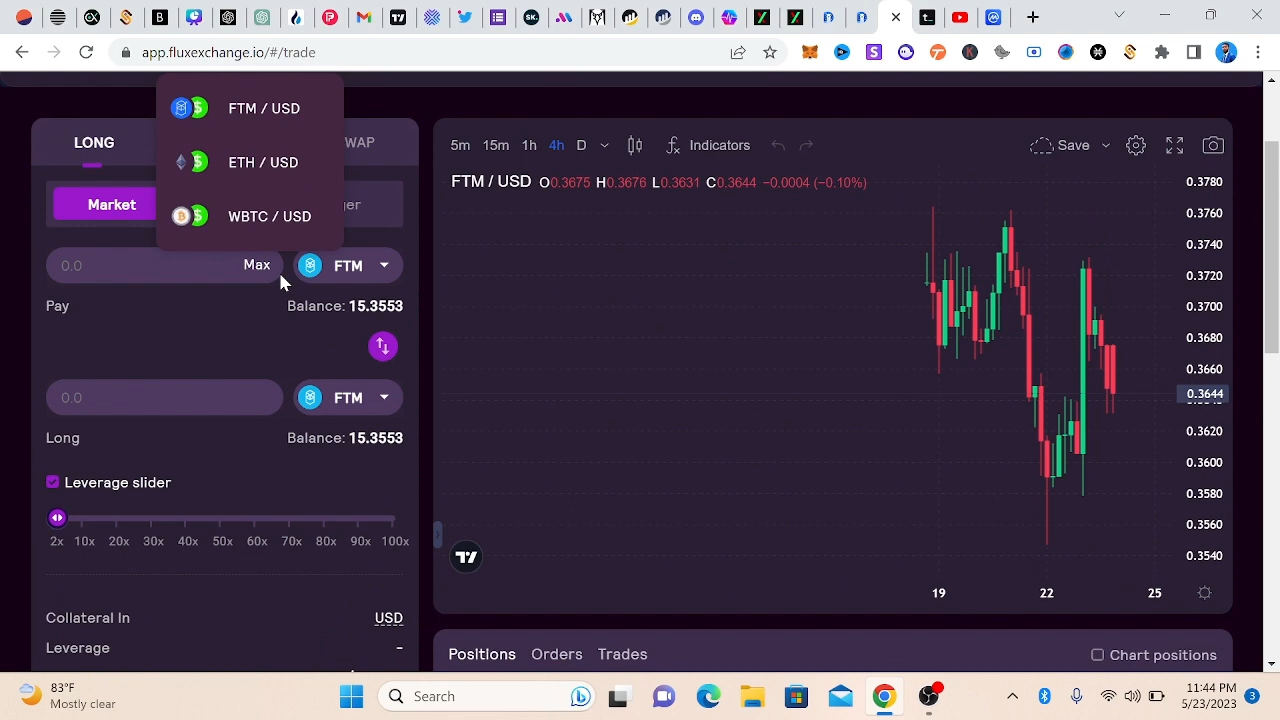 app.fluxexchange.io/#/trade
FTM / USD
ETH / USD
WBTC / USD
LONG
WAP
Market
ger
0.0
Max
FTM
Pay
Balance: 15.3553
0.0
FTM
Long
Balance: 15.3553
Leverage slider
2x 10x 20x 30x 40x 50x 60x 70x 80x 90x 100x
Collateral In
USD
Leverage
-
5m 15m 1h 4h D
Indicators
Save
FTM / USD O0.3675 H0.3676 L0.3631 C0.3644 −0.0004 (−0.10%)
0.3780
0.3760
0.3740
0.3720
0.3700
0.3680
0.3660
0.3644
0.3620
0.3600
0.3580
0.3560
0.3540
19 22 25
Positions Orders Trades
Chart positions
83°F
Mostly clear
Search
11:44 PM
5/23/2023
3